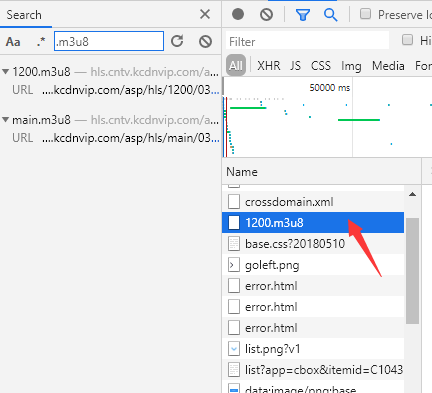 Search
Aa .* .m3u8
1200.m3u8 — hls.cntv.kcdnvip.com/a...
URL ....kcdnvip.com/asp/hls/1200/03...
main.m3u8 — hls.cntv.kcdnvip.com/a...
URL ....kcdnvip.com/asp/hls/main/03...
Preserve lo
Filter
Hi
All XHR JS CSS Img Media F
50000 ms
Name
crossdomain.xml
1200.m3u8
base.css?20180510
goleft.png
error.html
error.html
error.html
list.png?v1
list?app=cbox&itemid=C1043
data:image/png;base